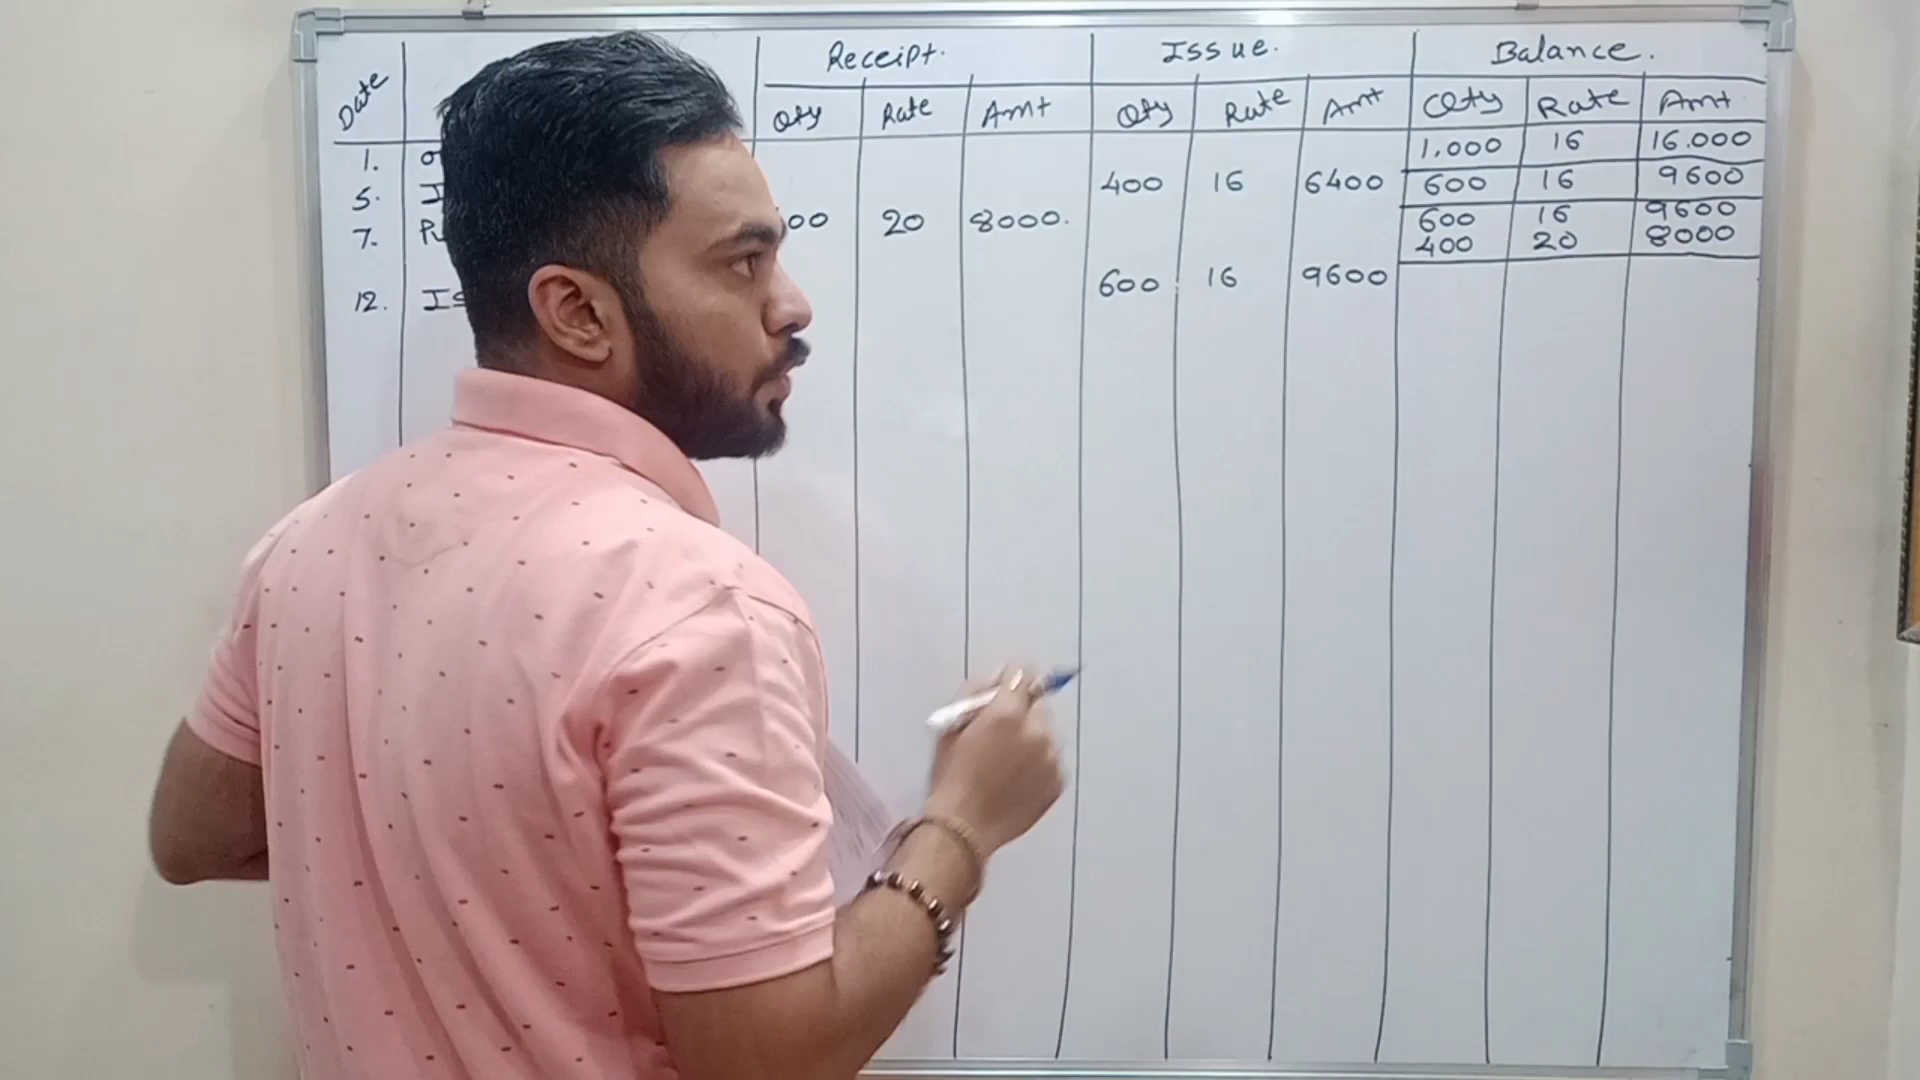 Receipt. Issue. Balance.
Date Qty Rate Amt Qty Rate Amt Qty Rate Amt
1. 1,000 16 16.000
5. 400 16 6400 600 16 9600
7. 20 8000. 600 16 9600
400 20 8000
12. 600 16 9600